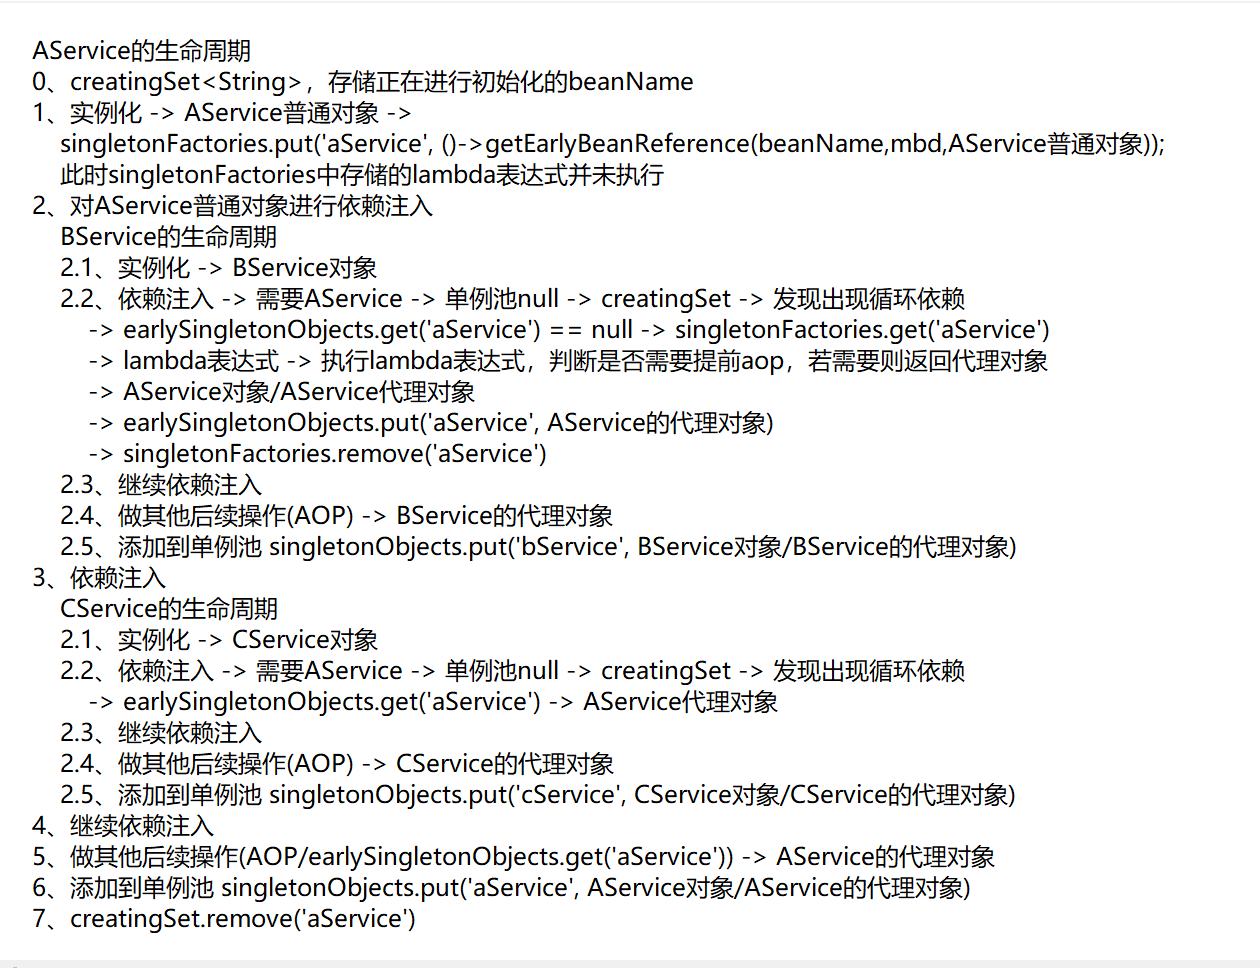 AService的生命周期
0、creatingSet<String>，存储正在进行初始化的beanName
1、实例化 -> AService普通对象 ->
singletonFactories.put('aService', ()->getEarlyBeanReference(beanName,mbd,AService普通对象));
此时singletonFactories中存储的lambda表达式并未执行
2、对AService普通对象进行依赖注入
BService的生命周期
2.1、实例化 -> BService对象
2.2、依赖注入 -> 需要AService -> 单例池null -> creatingSet -> 发现出现循环依赖
-> earlySingletonObjects.get('aService') == null -> singletonFactories.get('aService')
-> lambda表达式 -> 执行lambda表达式，判断是否需要提前aop，若需要则返回代理对象
-> AService对象/AService代理对象
-> earlySingletonObjects.put('aService', AService的代理对象)
-> singletonFactories.remove('aService')
2.3、继续依赖注入
2.4、做其他后续操作(AOP) -> BService的代理对象
2.5、添加到单例池 singletonObjects.put('bService', BService对象/BService的代理对象)
3、依赖注入
CService的生命周期
2.1、实例化 -> CService对象
2.2、依赖注入 -> 需要AService -> 单例池null -> creatingSet -> 发现出现循环依赖
-> earlySingletonObjects.get('aService') -> AService代理对象
2.3、继续依赖注入
2.4、做其他后续操作(AOP) -> CService的代理对象
2.5、添加到单例池 singletonObjects.put('cService', CService对象/CService的代理对象)
4、继续依赖注入
5、做其他后续操作(AOP/earlySingletonObjects.get('aService')) -> AService的代理对象
6、添加到单例池 singletonObjects.put('aService', AService对象/AService的代理对象)
7、creatingSet.remove('aService')